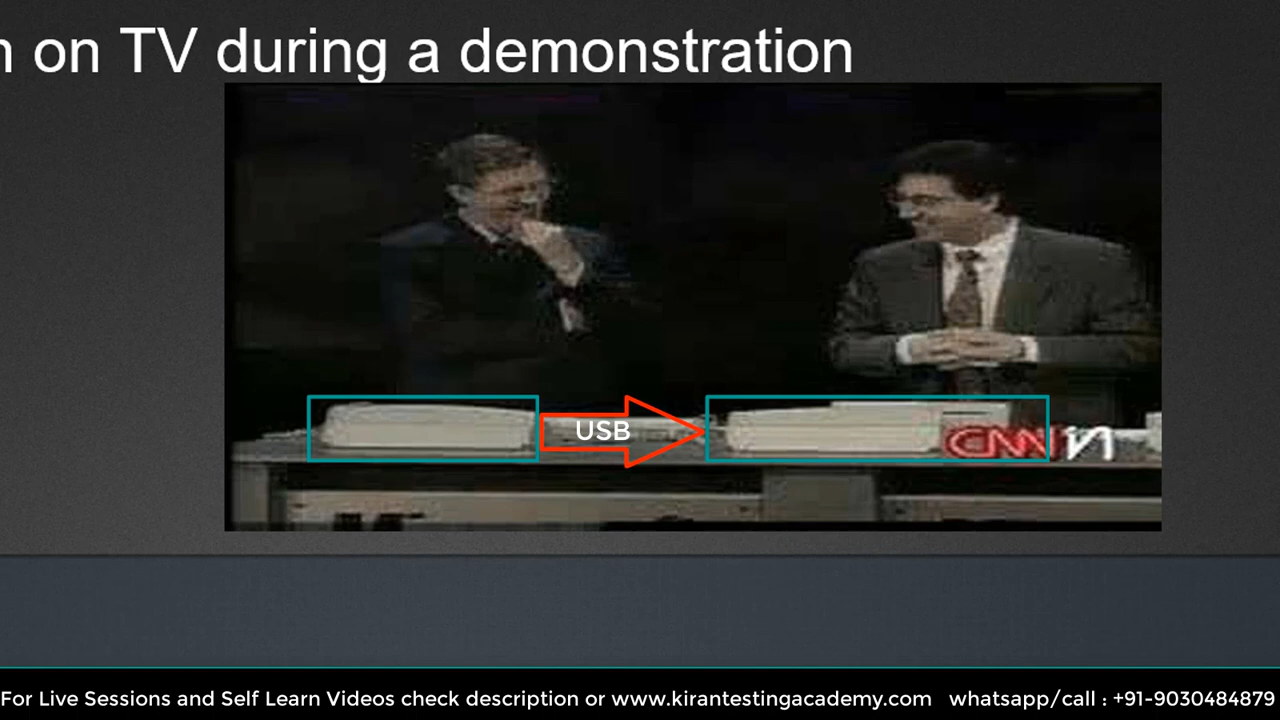 n on TV during a demonstration
USB
CNN
For Live Sessions and Self Learn Videos check description or www.kirantestingacademy.com whatsapp/call : +91-9030484879